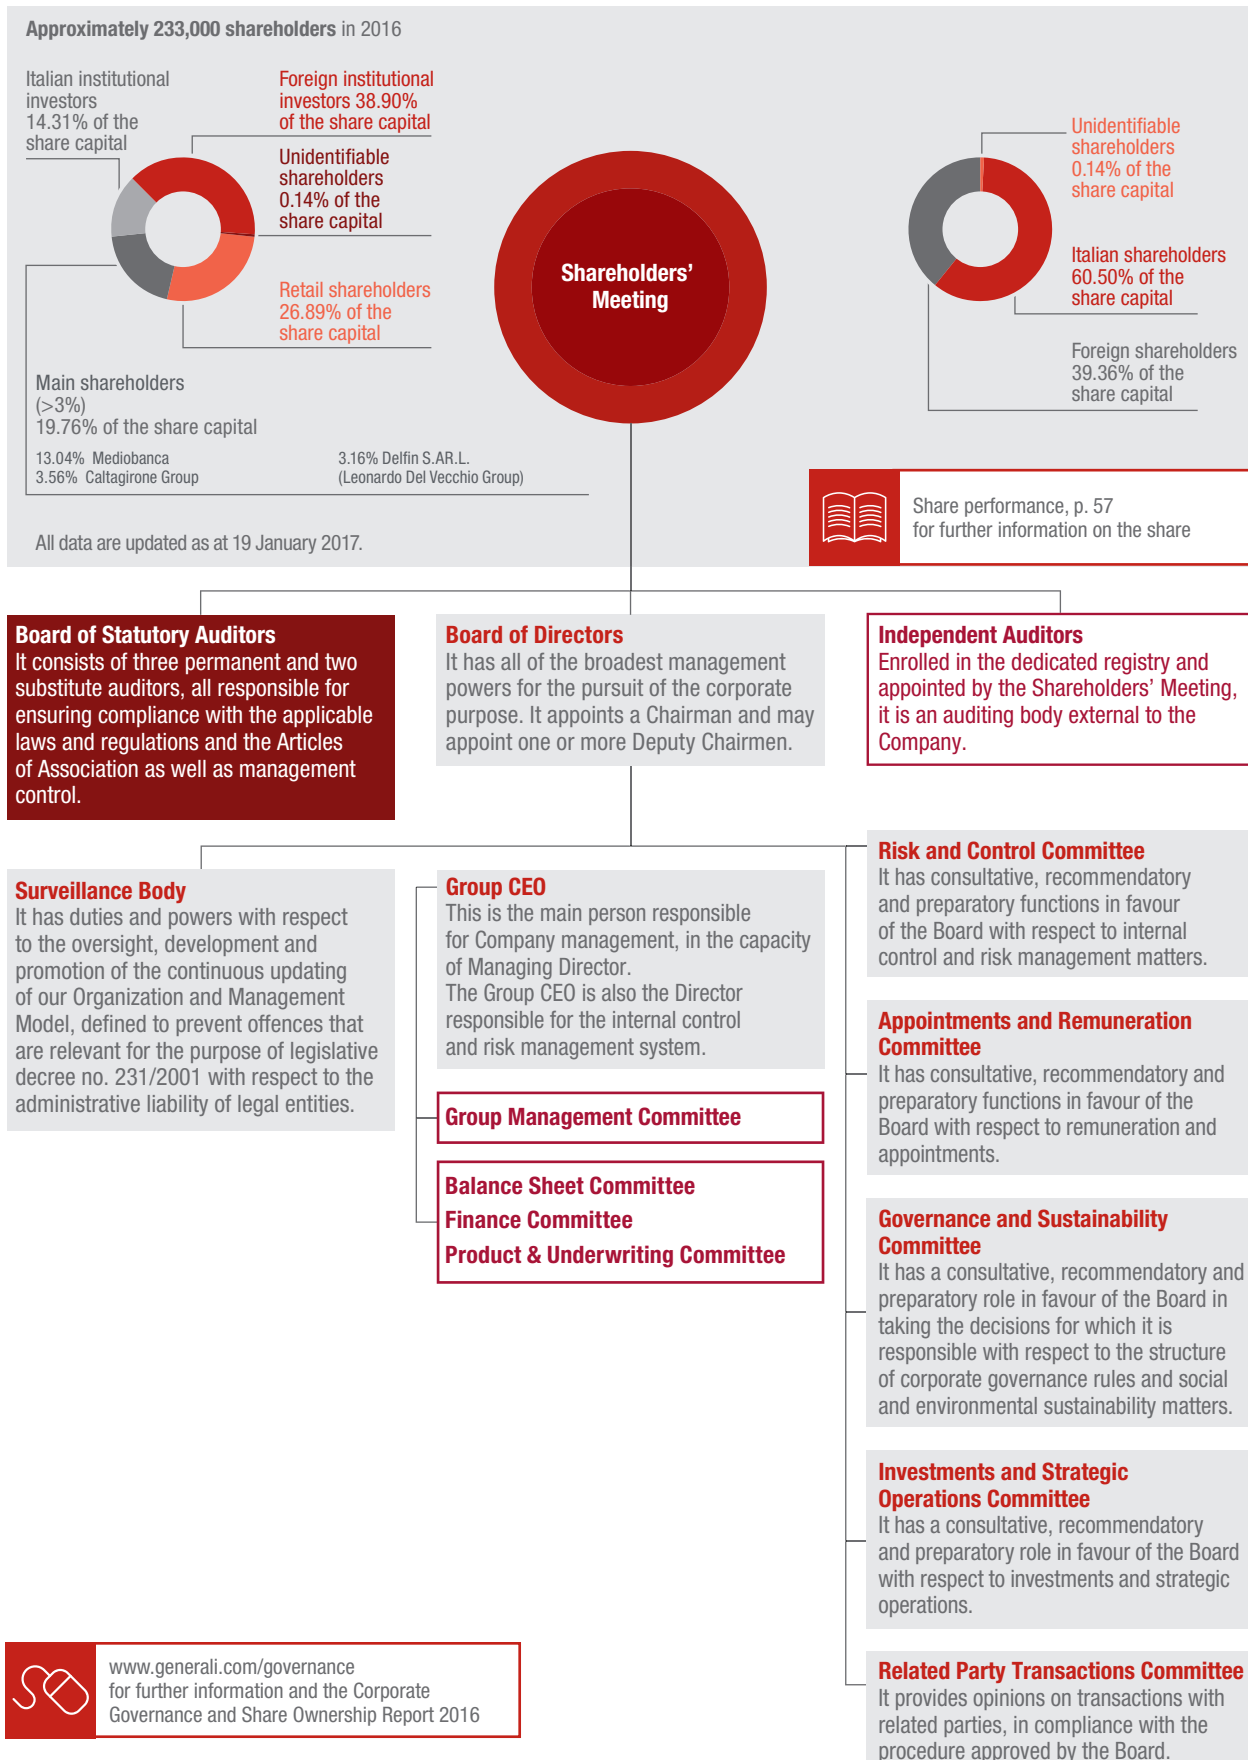 Approximately 233,000 shareholders in 2016
Italian institutional
investors
14.31% of the
share capital
Foreign institutional
investors 38.90%
of the share capital
Unidentifiable
shareholders
0.14% of the
share capital
Retail shareholders
26.89% of the
share capital
Main shareholders
(>3%)
19.76% of the share capital
13.04% Mediobanca
3.56% Caltagirone Group
3.16% Delfin S.AR.L.
(Leonardo Del Vecchio Group)
All data are updated as at 19 January 2017.
Shareholders’
Meeting
Unidentifiable
shareholders
0.14% of the
share capital
Italian shareholders
60.50% of the
share capital
Foreign shareholders
39.36% of the
share capital
Share performance, p. 57
for further information on the share
Board of Statutory Auditors
It consists of three permanent and two
substitute auditors, all responsible for
ensuring compliance with the applicable
laws and regulations and the Articles
of Association as well as management
control.
Board of Directors
It has all of the broadest management
powers for the pursuit of the corporate
purpose. It appoints a Chairman and may
appoint one or more Deputy Chairmen.
Independent Auditors
Enrolled in the dedicated registry and
appointed by the Shareholders’ Meeting,
it is an auditing body external to the
Company.
Surveillance Body
It has duties and powers with respect
to the oversight, development and
promotion of the continuous updating
of our Organization and Management
Model, defined to prevent offences that
are relevant for the purpose of legislative
decree no. 231/2001 with respect to the
administrative liability of legal entities.
Group CEO
This is the main person responsible
for Company management, in the capacity
of Managing Director.
The Group CEO is also the Director
responsible for the internal control
and risk management system.
Group Management Committee
Balance Sheet Committee
Finance Committee
Product & Underwriting Committee
Risk and Control Committee
It has consultative, recommendatory
and preparatory functions in favour
of the Board with respect to internal
control and risk management matters.
Appointments and Remuneration
Committee
It has consultative, recommendatory and
preparatory functions in favour of the
Board with respect to remuneration and
appointments.
Governance and Sustainability
Committee
It has a consultative, recommendatory and
preparatory role in favour of the Board in
taking the decisions for which it is
responsible with respect to the structure
of corporate governance rules and social
and environmental sustainability matters.
Investments and Strategic
Operations Committee
It has a consultative, recommendatory
and preparatory role in favour of the Board
with respect to investments and strategic
operations.
Related Party Transactions Committee
It provides opinions on transactions with
related parties, in compliance with the
procedure approved by the Board.
www.generali.com/governance
for further information and the Corporate
Governance and Share Ownership Report 2016